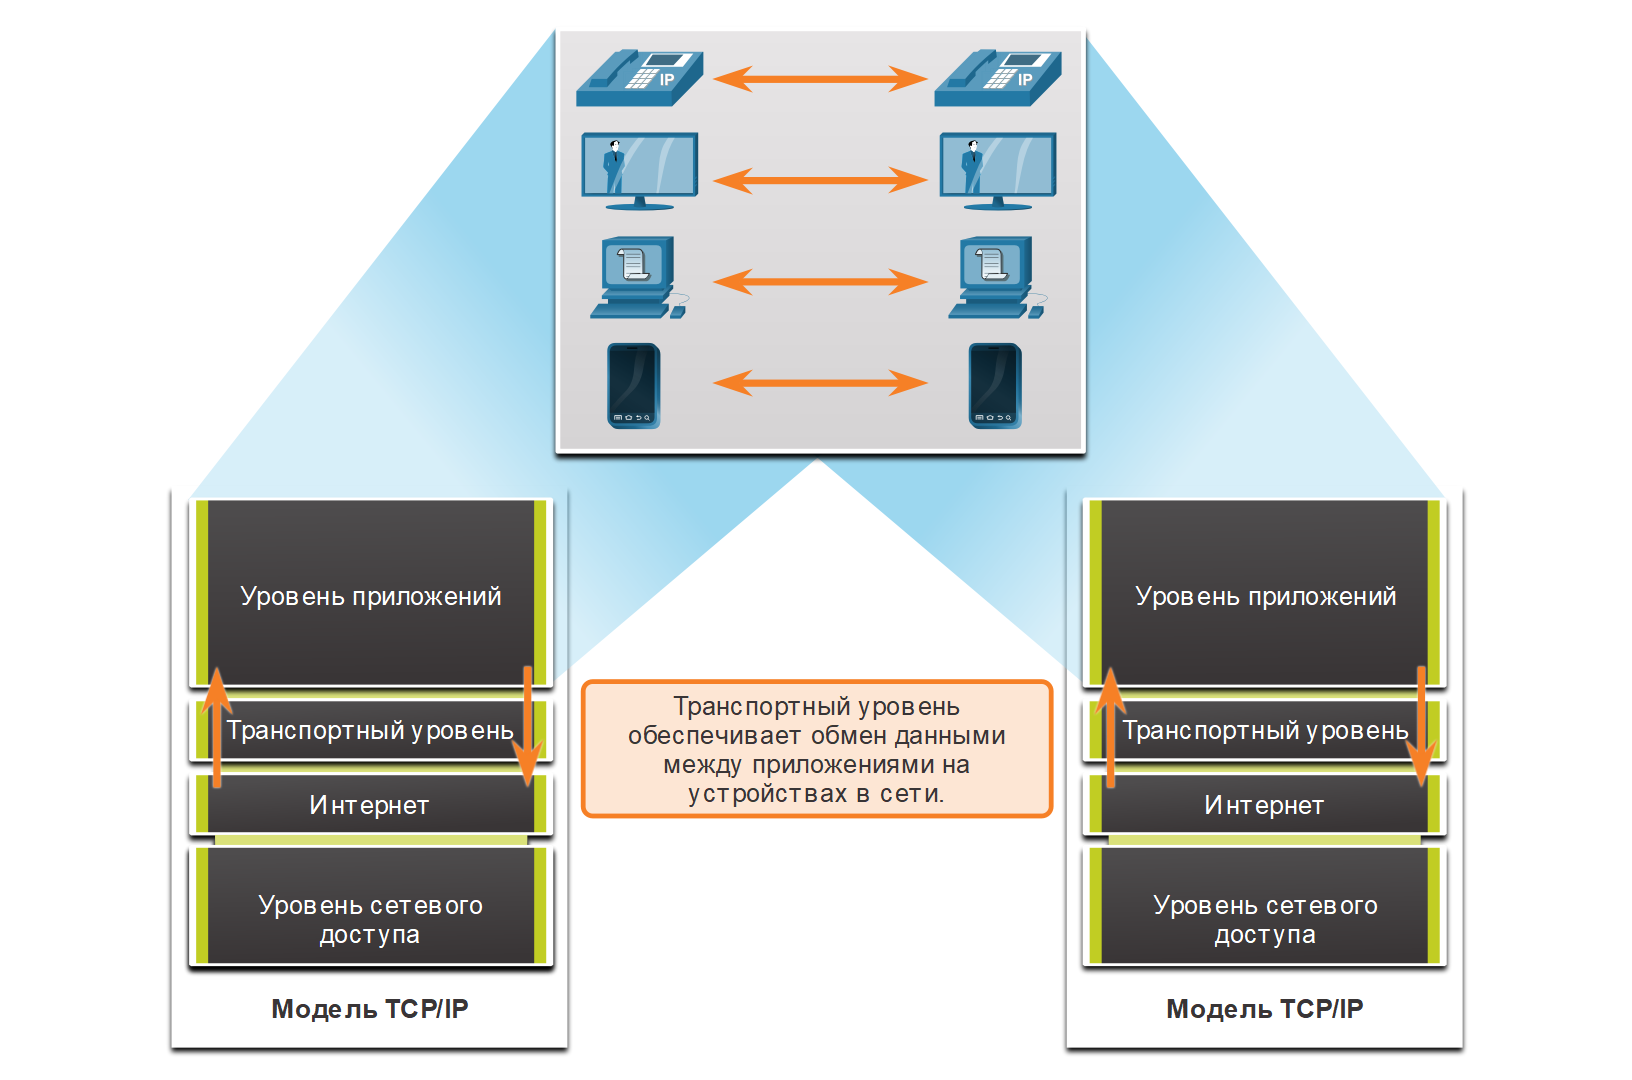 IP
IP
Уровень приложений
Транспортный уровень
Интернет
Уровень сетевого
доступа
Модель TCP/IP
Транспортный уровень
обеспечивает обмен данными
между приложениями на
устройствах в сети.
Уровень приложений
Транспортный уровень
Интернет
Уровень сетевого
доступа
Модель TCP/IP